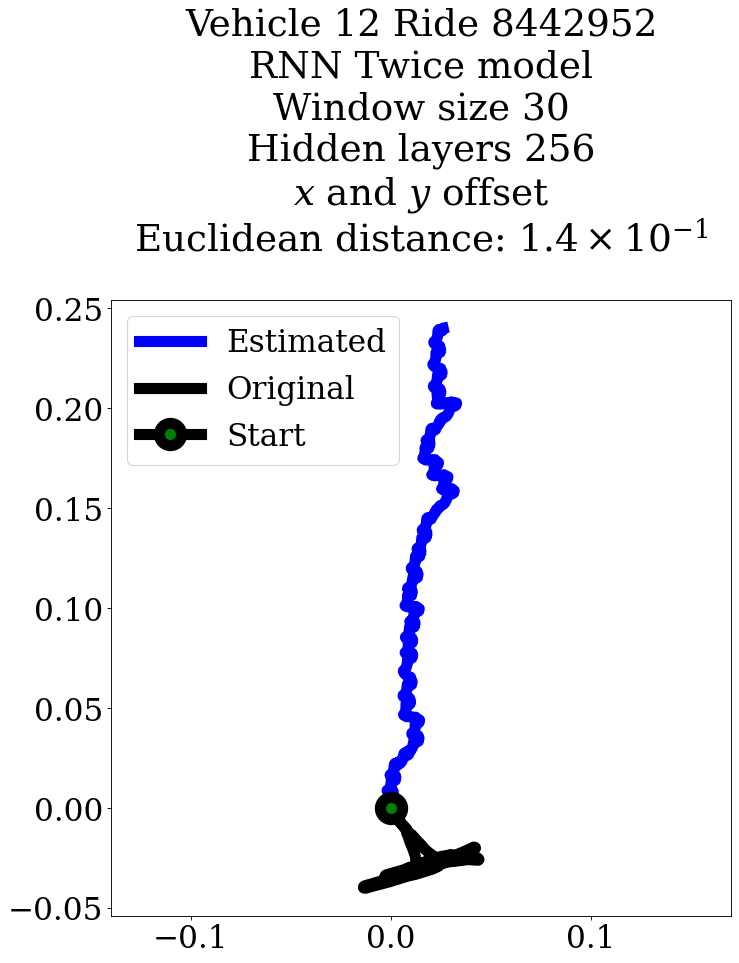 Vehicle 12 Ride 8442952
RNN Twice model
Window size 30
Hidden layers 256
x and y offset
Euclidean distance: 1.4 × 10⁻¹
0.25
0.20
0.15
0.10
0.05
0.00
−0.05
Estimated
Original
Start
−0.1
0.0
0.1